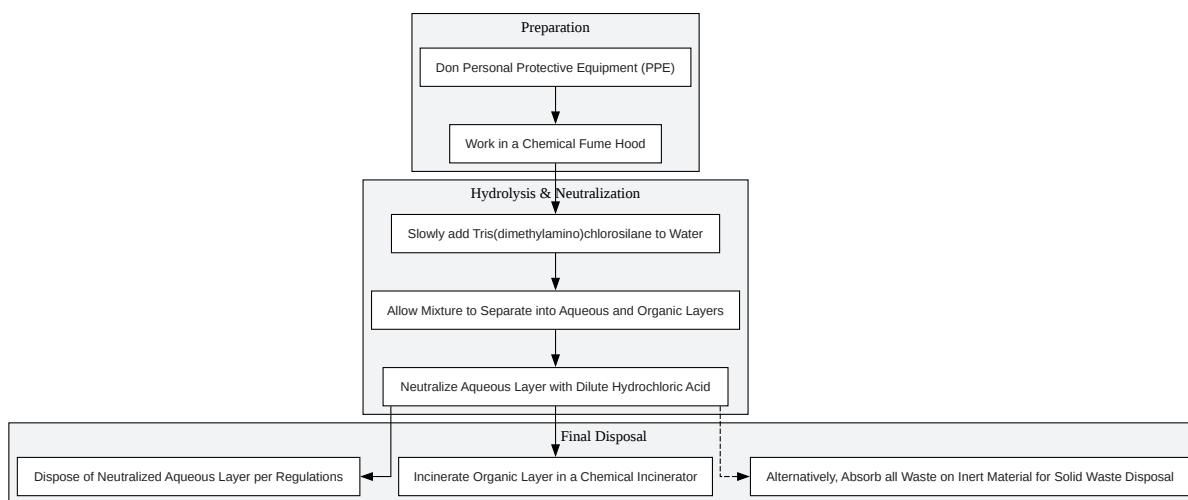 Preparation
Don Personal Protective Equipment (PPE)
Work in a Chemical Fume Hood
Hydrolysis & Neutralization
Slowly add Tris(dimethylamino)chlorosilane to Water
Allow Mixture to Separate into Aqueous and Organic Layers
Neutralize Aqueous Layer with Dilute Hydrochloric Acid
Final Disposal
Dispose of Neutralized Aqueous Layer per Regulations
Incinerate Organic Layer in a Chemical Incinerator
Alternatively, Absorb all Waste on Inert Material for Solid Waste Disposal